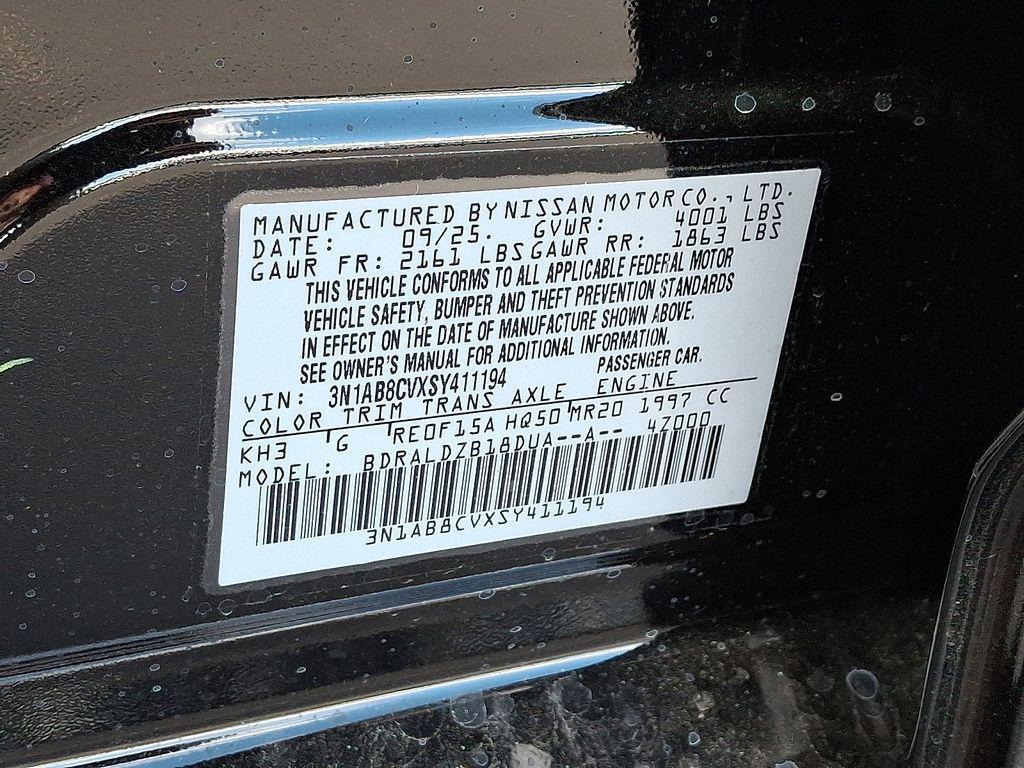 MANUFACTURED BY NISSAN MOTOR CO., LTD.
DATE: 09/25. GVWR: 4001 LBS
GAWR FR: 2161 LBS GAWR RR: 1863 LBS
THIS VEHICLE CONFORMS TO ALL APPLICABLE FEDERAL MOTOR
VEHICLE SAFETY, BUMPER AND THEFT PREVENTION STANDARDS
IN EFFECT ON THE DATE OF MANUFACTURE SHOWN ABOVE.
SEE OWNER'S MANUAL FOR ADDITIONAL INFORMATION.
VIN: 3N1AB8CVXSY411194 PASSENGER CAR.
COLOR TRIM TRANS AXLE ENGINE
KH3 G RE0F15A HQ50 MR20 1997 CC
MODEL: BDRALDZB18DUA--A-- 47000
3N1AB8CVXSY411194